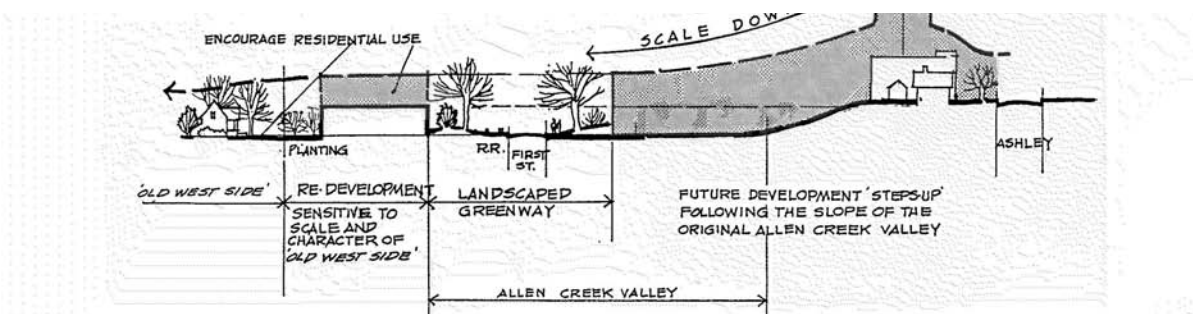 SCALE DOW
ENCOURAGE RESIDENTIAL USE
PLANTING
RR.
FIRST
ST.
ASHLEY
'OLD WEST SIDE'
RE-DEVELOPMENT
SENSITIVE TO
SCALE AND
CHARACTER OF
'OLD WEST SIDE'
LANDSCAPED
GREENWAY
FUTURE DEVELOPMENT 'STEPS UP'
FOLLOWING THE SLOPE OF THE
ORIGINAL ALLEN CREEK VALLEY
ALLEN CREEK VALLEY